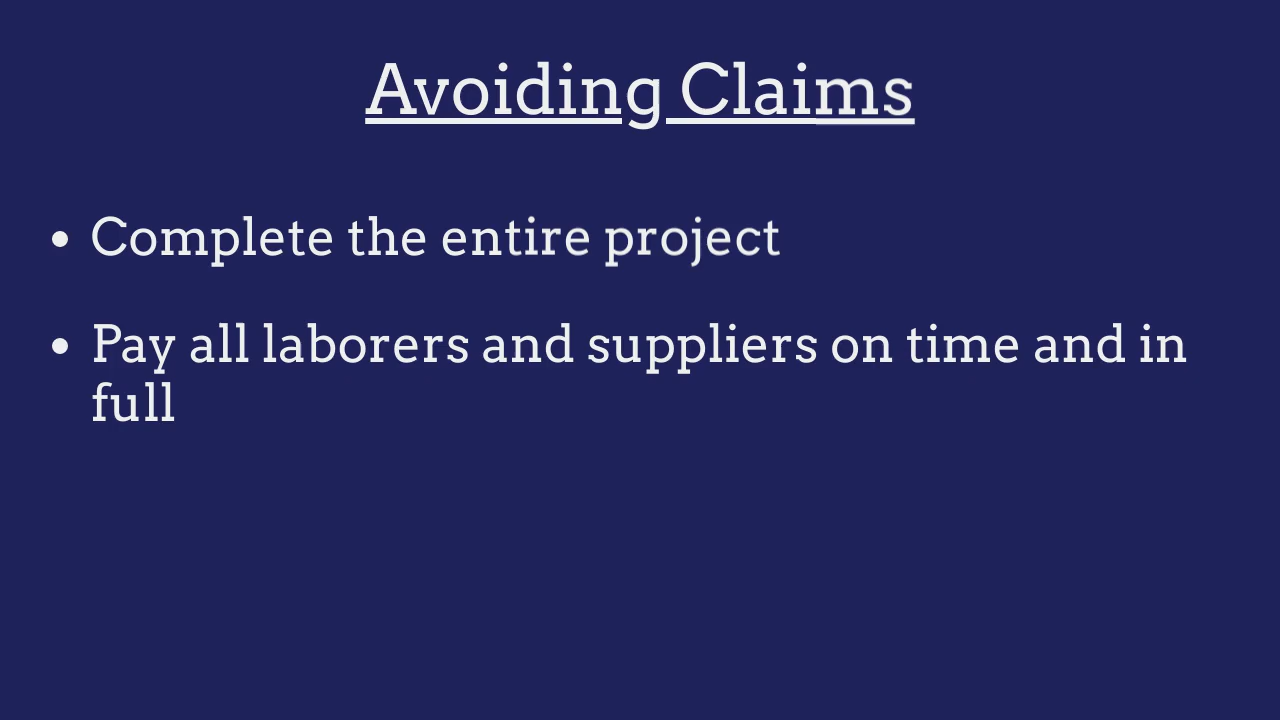 Avoiding Claims
• Complete the entire project
• Pay all laborers and suppliers on time and in
full